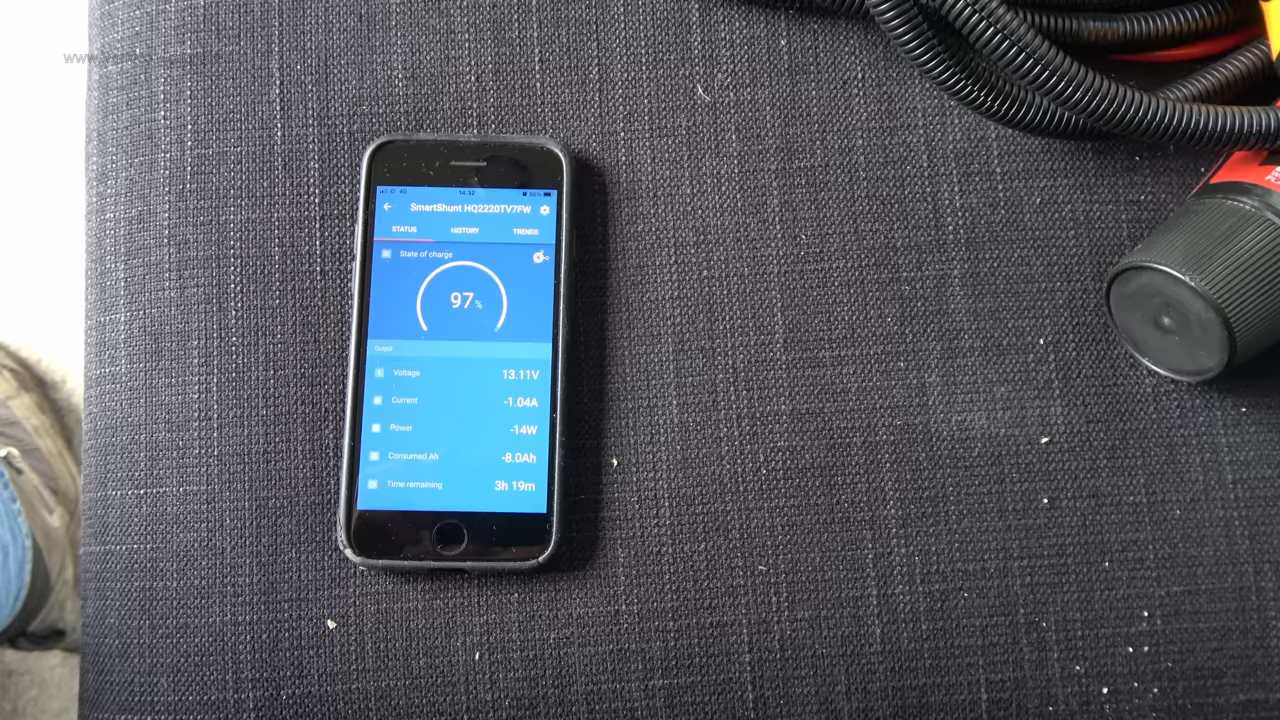 4G 14:32
SmartShunt HQ2220TV7FW
STATUS HISTORY TRENDS
State of charge
97%
Output
Voltage 13.11V
Current -1.04A
Power -14W
Consumed Ah -8.0Ah
Time remaining 3h 19m